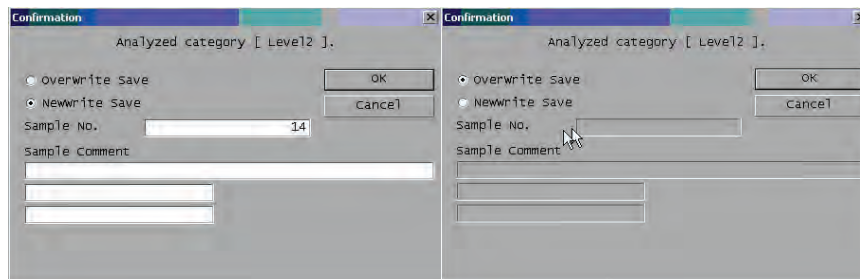 Confirmation
Analyzed category [ Level2 ].
Overwrite Save
OK
Newwrite Save
Cancel
Sample No.
14
Sample Comment
Confirmation
Analyzed category [ Level2 ].
Overwrite Save
OK
Newwrite Save
Cancel
Sample No.
Sample Comment